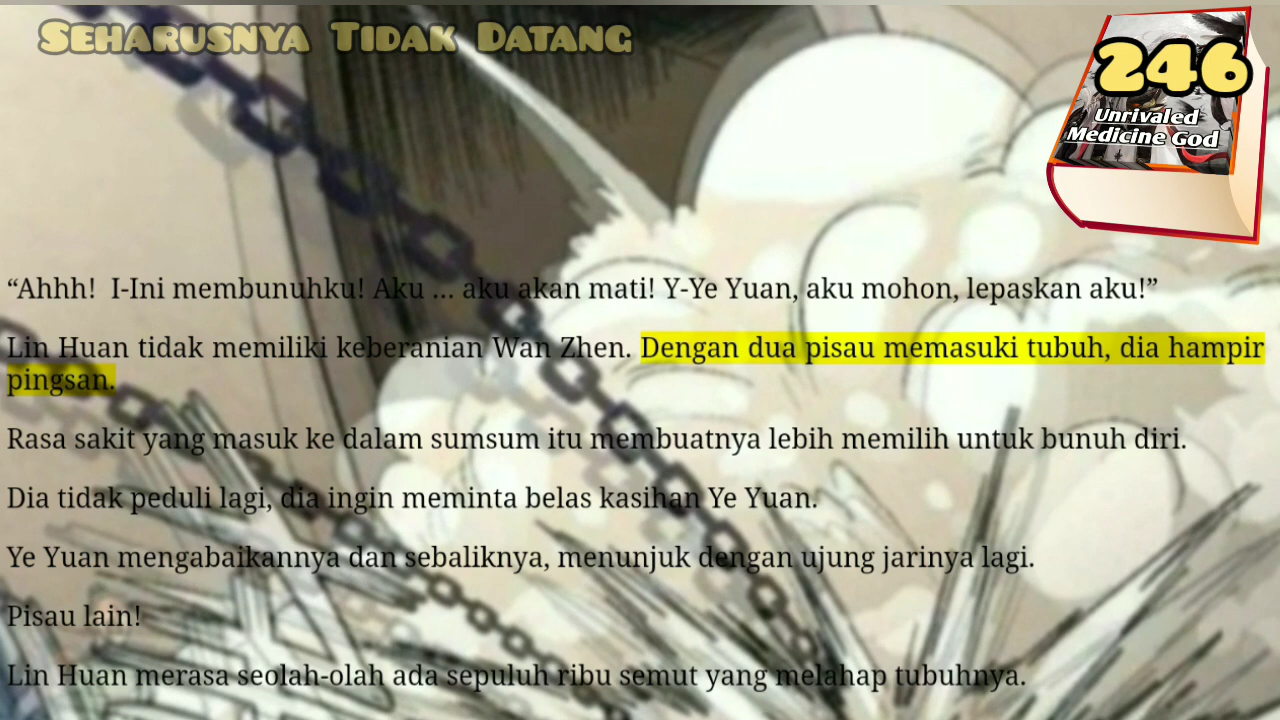 Seharusnya Tidak Datang
246
Unrivaled
Medicine God
“Ahhh!  I-Ini membunuhku! Aku ... aku akan mati! Y-Ye Yuan, aku mohon, lepaskan aku!”
Lin Huan tidak memiliki keberanian Wan Zhen. Dengan dua pisau memasuki tubuh, dia hampir
pingsan.
Rasa sakit yang masuk ke dalam sumsum itu membuatnya lebih memilih untuk bunuh diri.
Dia tidak peduli lagi, dia ingin meminta belas kasihan Ye Yuan.
Ye Yuan mengabaikannya dan sebaliknya, menunjuk dengan ujung jarinya lagi.
Pisau lain!
Lin Huan merasa seolah-olah ada sepuluh ribu semut yang melahap tubuhnya.